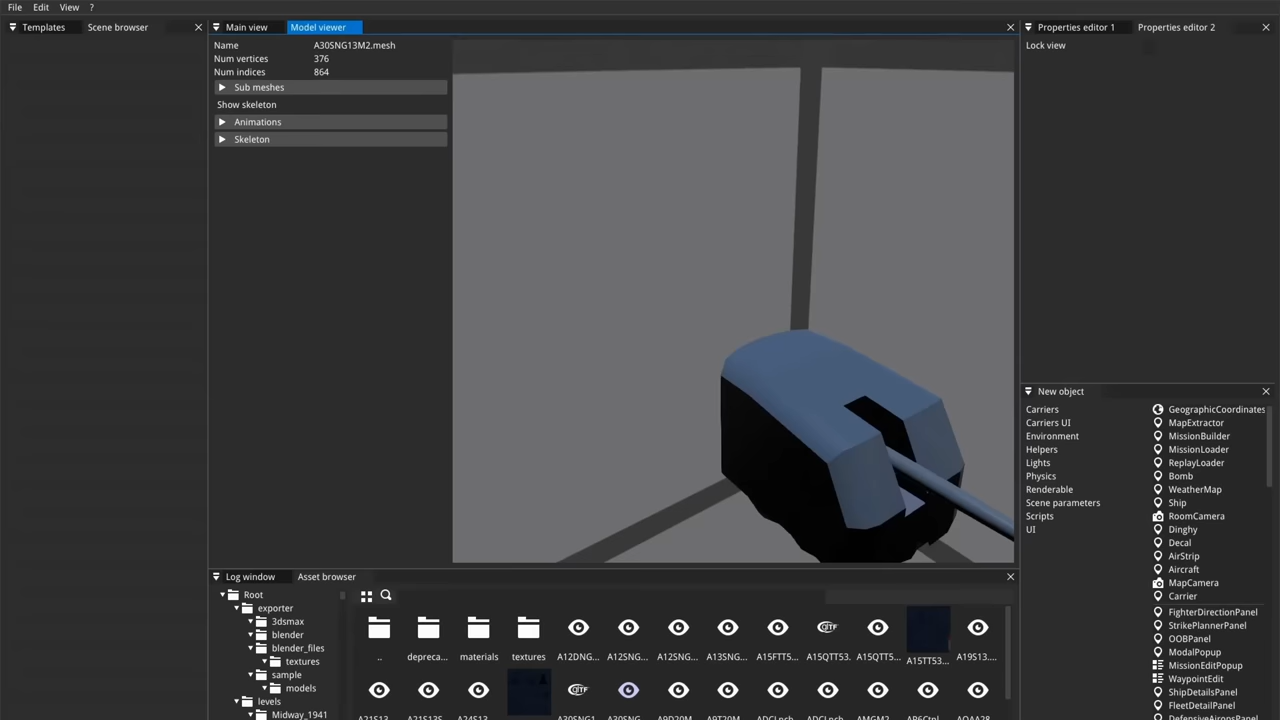 File Edit View ?
Templates Scene browser
Main view Model viewer
Properties editor 1 Properties editor 2
Name A30SNG13M2.mesh
Num vertices 376
Num indices 864
Sub meshes
Show skeleton
Animations
Skeleton
Lock view
New object
Carriers
Carriers UI
Environment
Helpers
Lights
Physics
Renderable
Scene parameters
Scripts
UI
GeographicCoordinates
MapExtractor
MissionBuilder
MissionLoader
ReplayLoader
Bomb
WeatherMap
Ship
RoomCamera
Dinghy
Decal
AirStrip
Aircraft
MapCamera
Carrier
FighterDirectionPanel
StrikePlannerPanel
OOBPanel
ModalPopup
MissionEditPopup
WaypointEdit
ShipDetailsPanel
FleetDetailPanel
Log window Asset browser
Root
exporter
3dsmax
blender
blender_files
textures
sample
models
levels
Midway_1941
.. depreca... materials textures A12DNG... A12SNG... A12SNG... A13SNG... A15FTT5... A15QTT53. A15QTT5... A15TT53... A19S13....